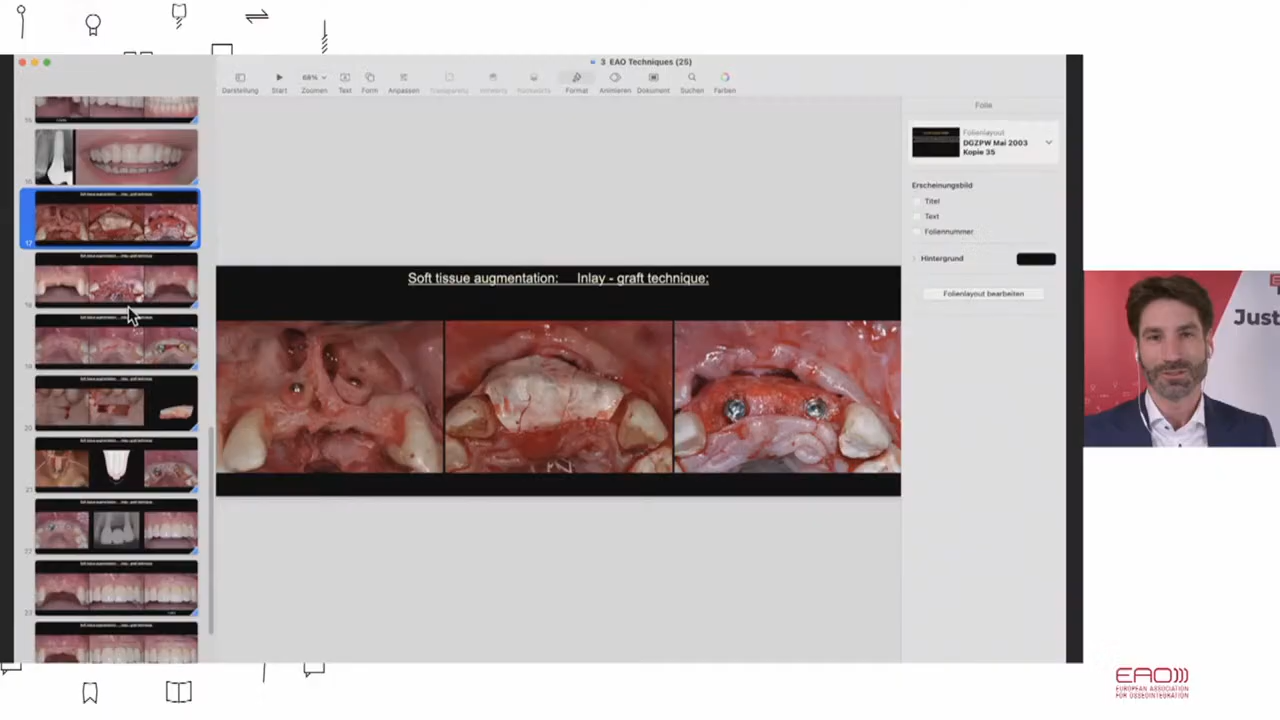 3 EAO Techniques (25)
68%
Darstellung
Start
Zoomen
Text
Form
Anpassen
Format
Animieren
Dokument
Suchen
Farben
Folie
Folienlayout
DGZPW Mai 2003
Kopie 35
Erscheinungsbild
Titel
Text
Foliennummer
Hintergrund
Folienlayout bearbeiten
Soft tissue augmentation: Inlay - graft technique:
17
Just
EAO
EUROPEAN ASSOCIATION
FOR OSSEOINTEGRATION